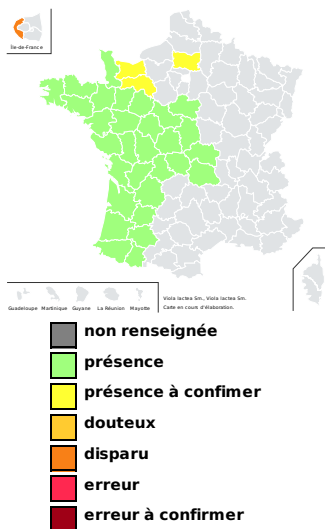 Île-de-France
Guadeloupe Martinique Guyane La Réunion Mayotte
Viola lactea Sm., Viola lactea Sm.
Carte en cours d'élaboration.
non renseignée
présence
présence à confimer
douteux
disparu
erreur
erreur à confirmer